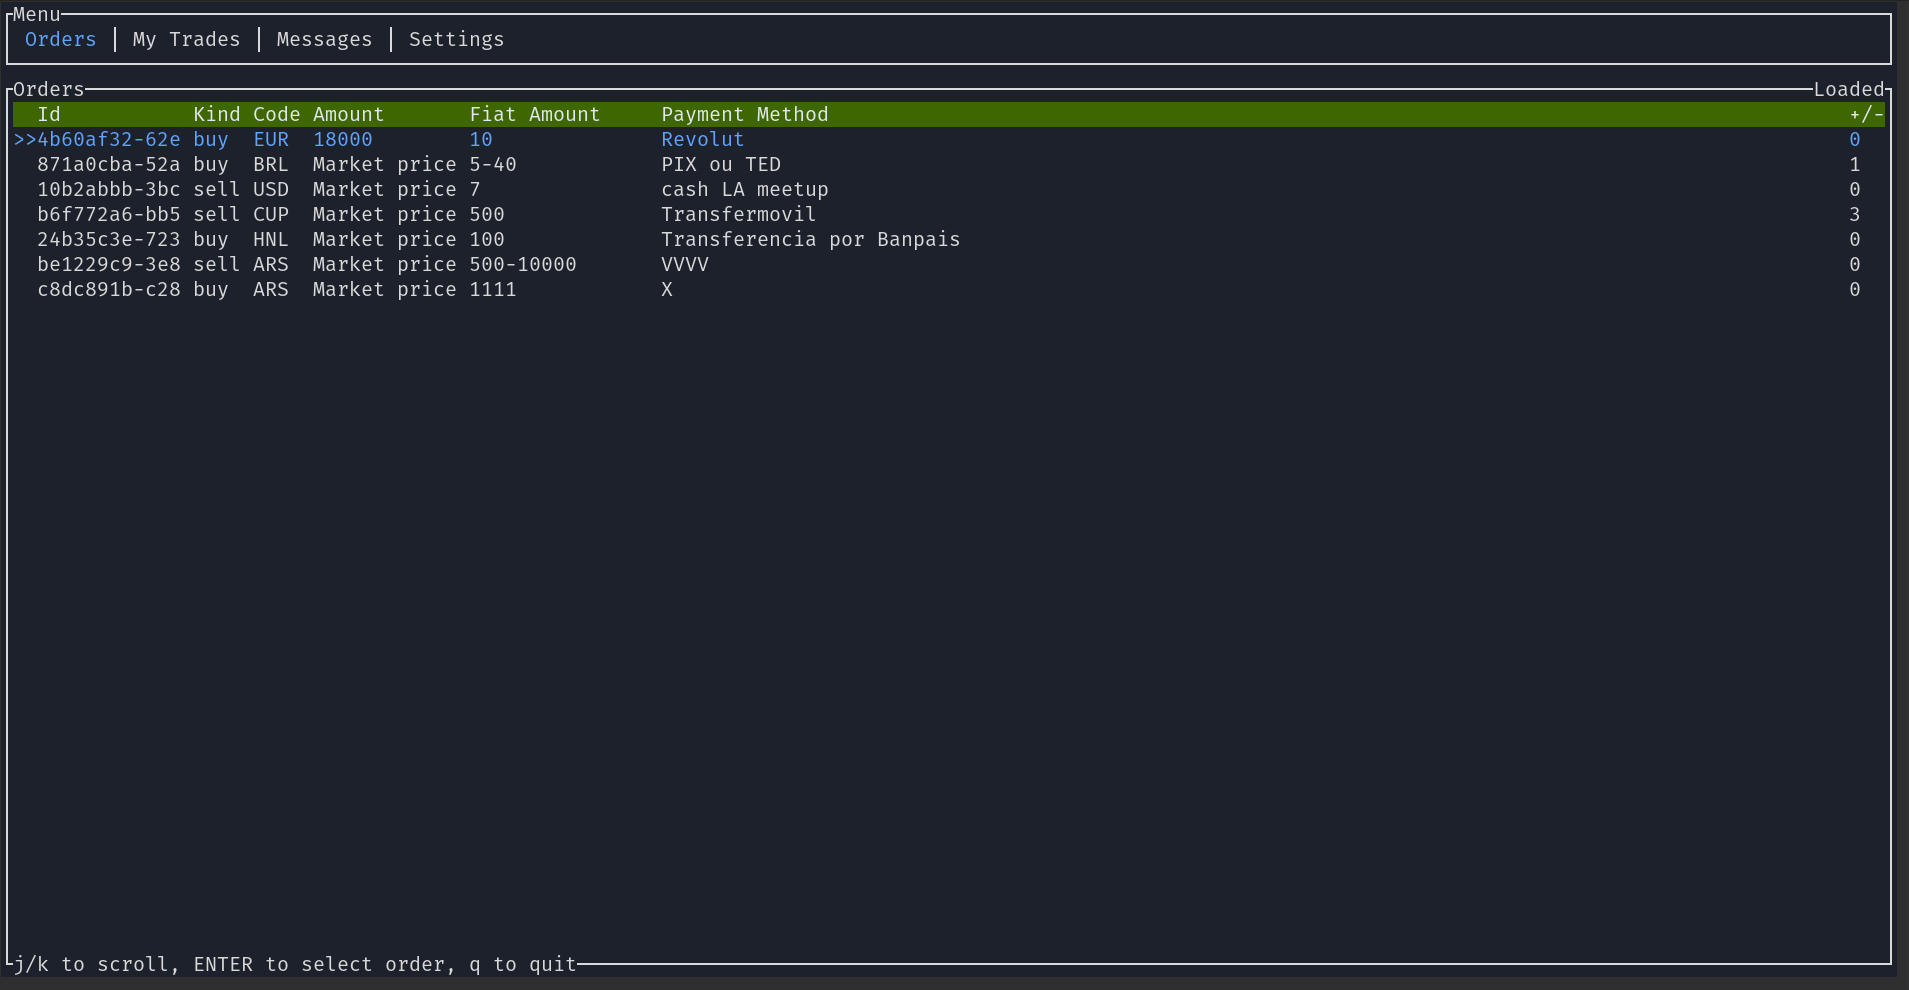 Menu
Orders | My Trades | Messages | Settings
Orders Loaded
Id Kind Code Amount Fiat Amount Payment Method +/-
>>4b60af32-62e buy EUR 18000 10 Revolut 0
871a0cba-52a buy BRL Market price 5-40 PIX ou TED 1
10b2abbb-3bc sell USD Market price 7 cash LA meetup 0
b6f772a6-bb5 sell CUP Market price 500 Transfermovil 3
24b35c3e-723 buy HNL Market price 100 Transferencia por Banpais 0
be1229c9-3e8 sell ARS Market price 500-10000 VVVV 0
c8dc891b-c28 buy ARS Market price 1111 X 0
j/k to scroll, ENTER to select order, q to quit